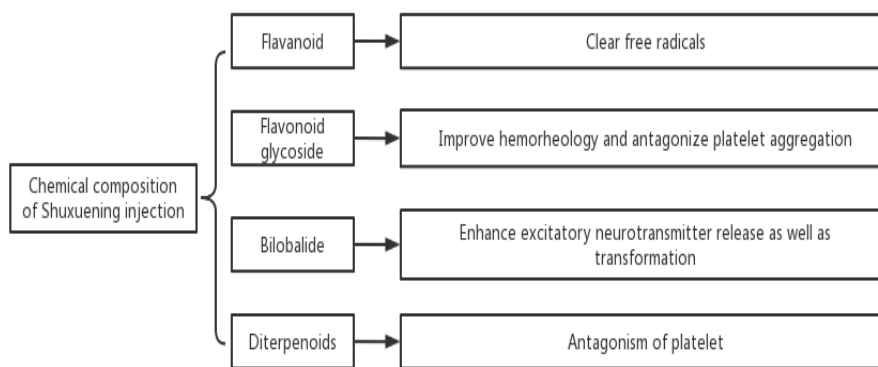 Flavanoid
Clear free radicals
Flavonoid
glycoside
Improve hemorheology and antagonize platelet aggregation
Chemical composition
of Shuxuening injection
Bilobalide
Enhance excitatory neurotransmitter release as well as
transformation
Diterpenoids
Antagonism of platelet